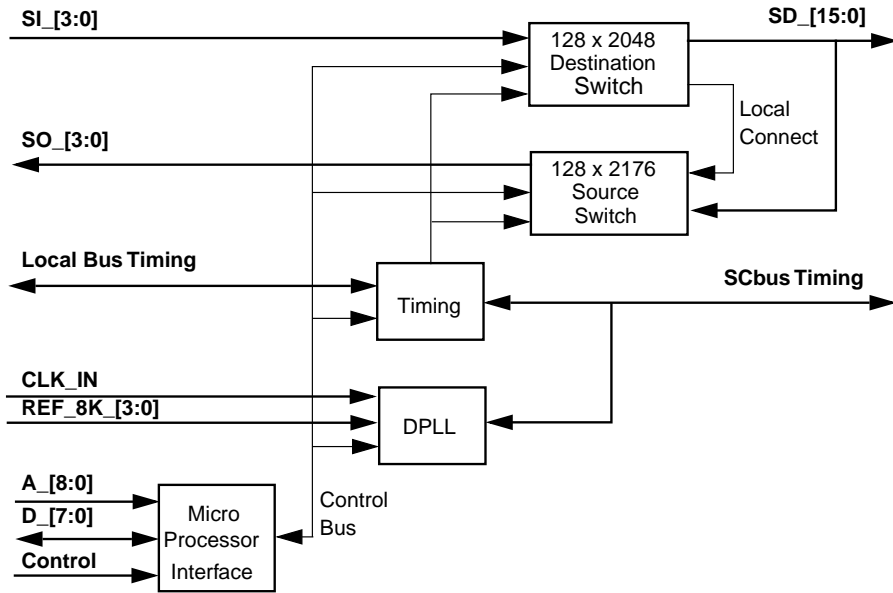 SI_[3:0]
SD_[15:0]
128 x 2048
Destination
Switch
Local
Connect
SO_[3:0]
128 x 2176
Source
Switch
Local Bus Timing
SCbus Timing
Timing
CLK_IN
REF_8K_[3:0]
DPLL
A_[8:0]
D_[7:0]
Control
Micro
Processor
Interface
Control
Bus